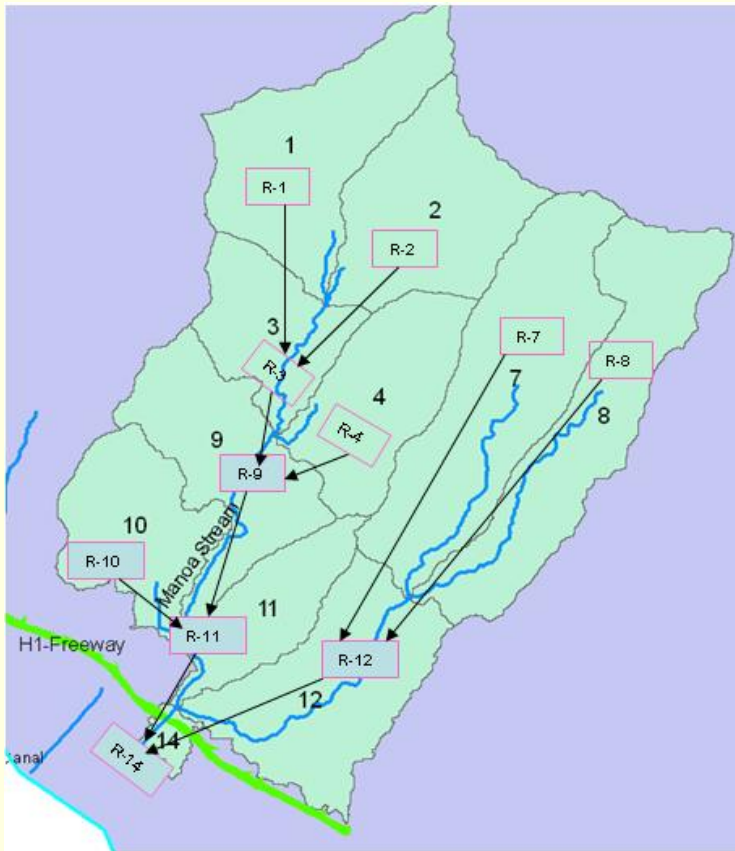 1
R-1
2
R-2
3
R-3
R-7
R-8
7
4
8
R-4
9
R-9
10
Manoa Stream
R-10
11
R-11
H1-Freeway
R-12
12
14
R-14
canal